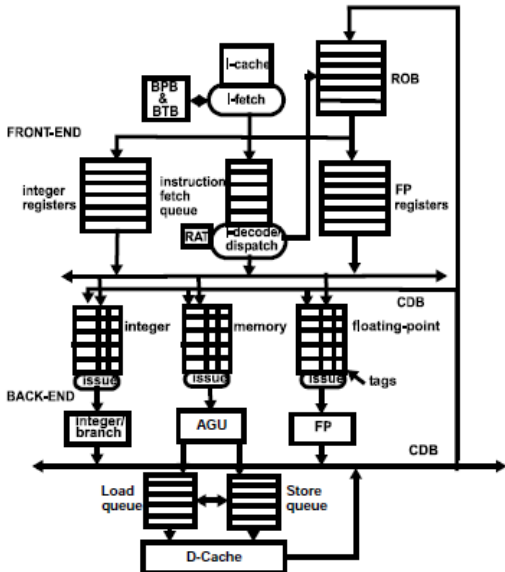 I-cache
BPB
&
BTB
I-fetch
ROB
FRONT-END
integer
registers
instruction
fetch
queue
FP
registers
RAT
I-decode/
dispatch
CDB
integer
memory
floating-point
issue
issue
issue
tags
BACK-END
Integer/
branch
AGU
FP
CDB
Load
queue
Store
queue
D-Cache